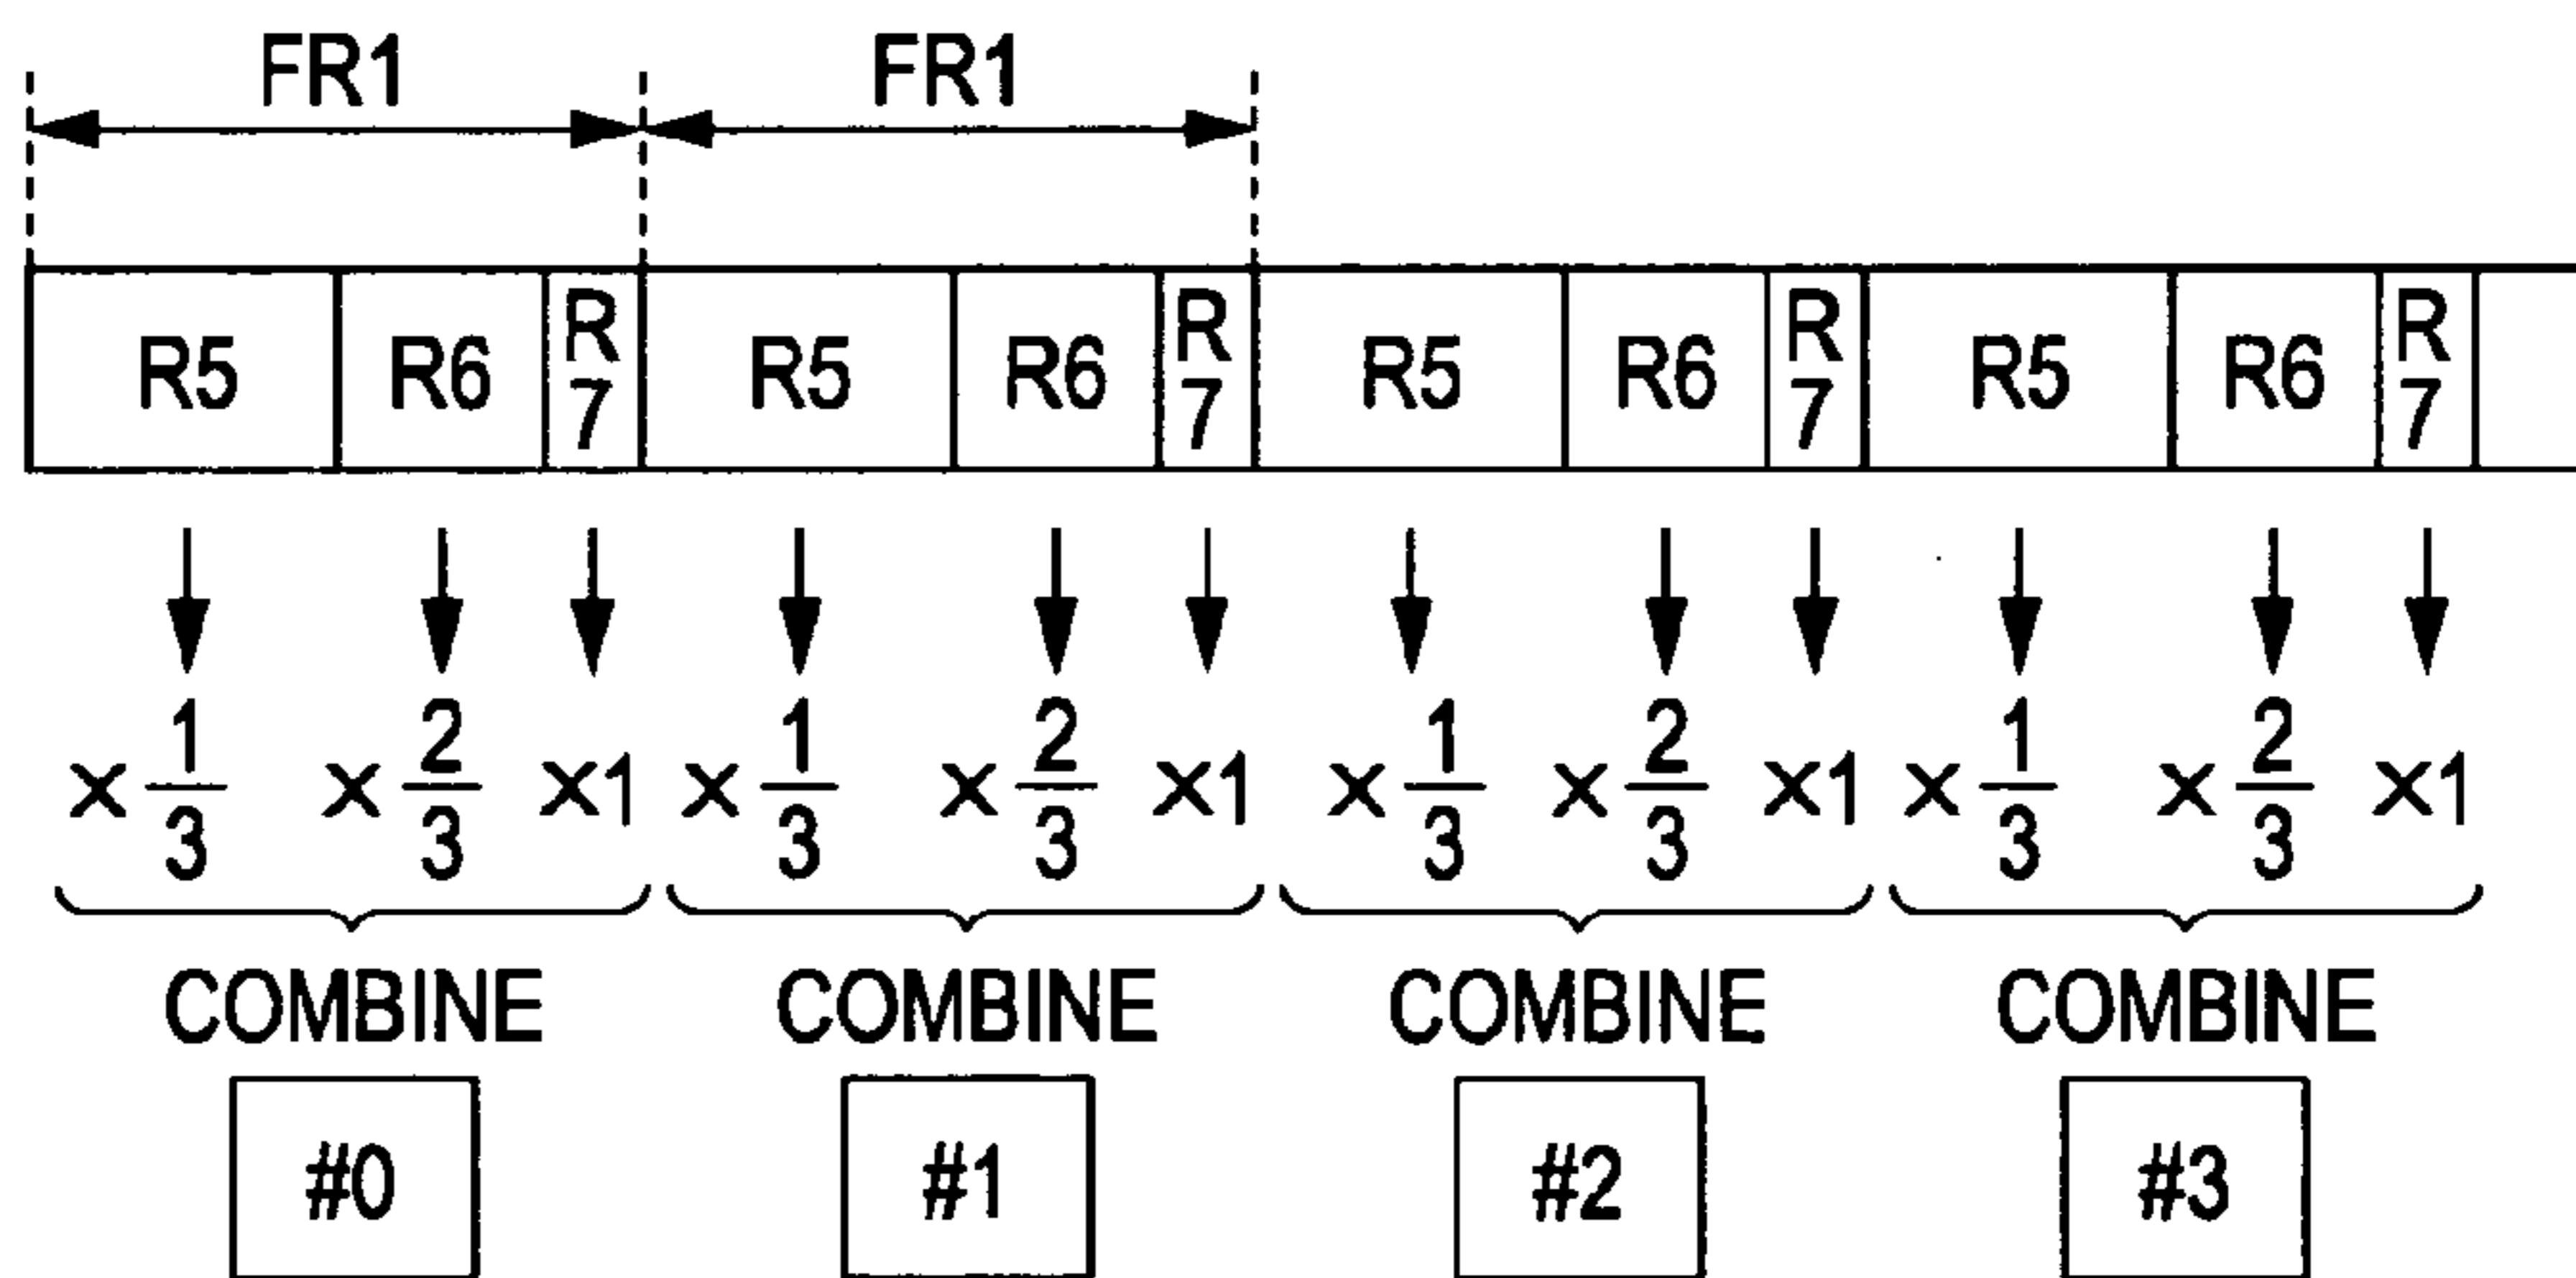 FR1 FR1
R5 R6 R7 R5 R6 R7 R5 R6 R7 R5 R6 R7
×1/3 ×2/3 ×1 ×1/3 ×2/3 ×1 ×1/3 ×2/3 ×1 ×1/3 ×2/3 ×1
COMBINE COMBINE COMBINE COMBINE
#0 #1 #2 #3